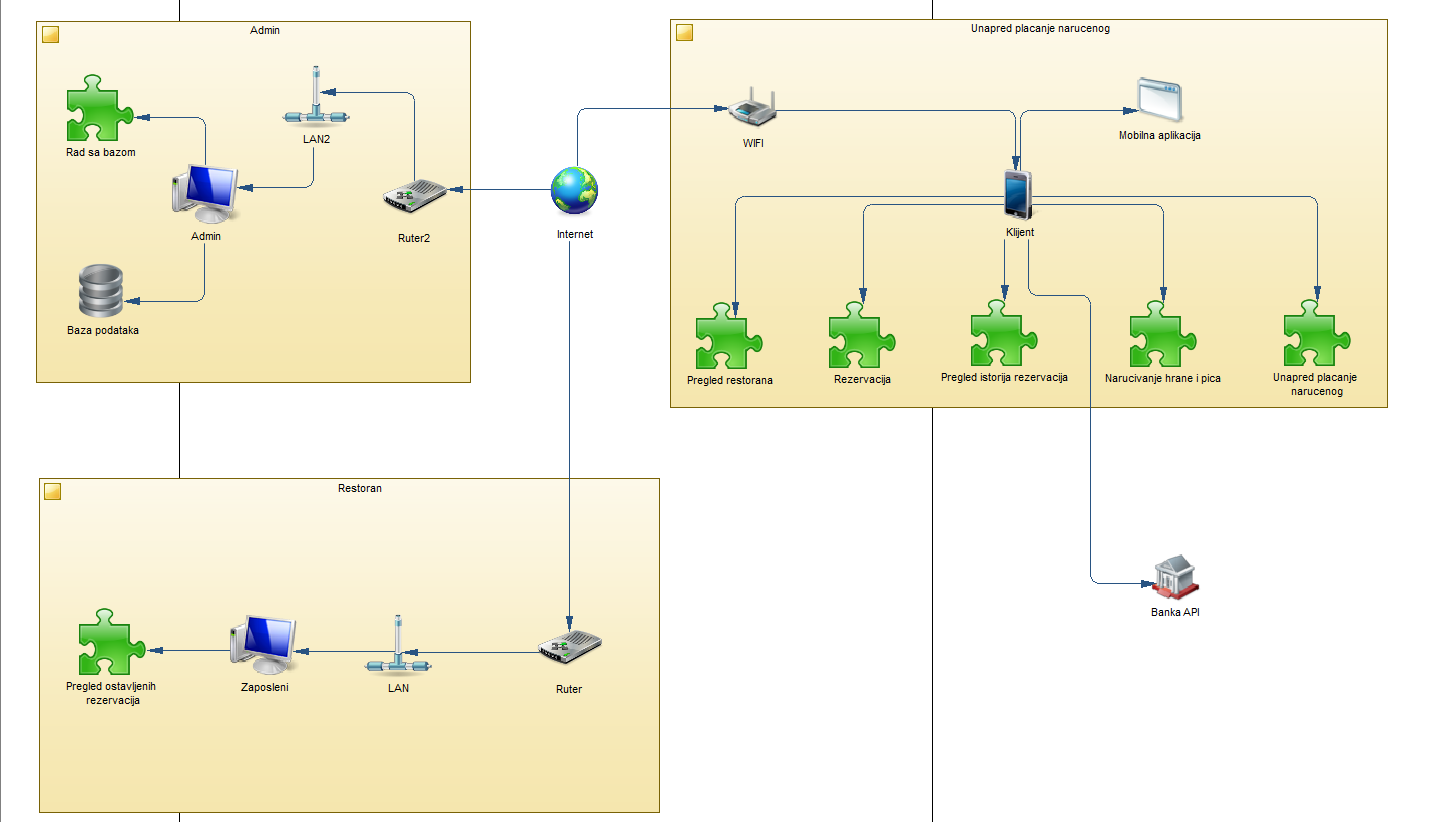 Admin
Rad sa bazom
LAN2
Admin
Ruter2
Baza podataka
Internet
Unapred placanje narucenog
WIFI
Mobilna aplikacija
Klijent
Pregled restorana
Rezervacija
Pregled istorija rezervacija
Narucivanje hrane i pica
Unapred placanje
narucenog
Banka API
Restoran
Pregled ostavljenih
rezervacija
Zaposleni
LAN
Ruter